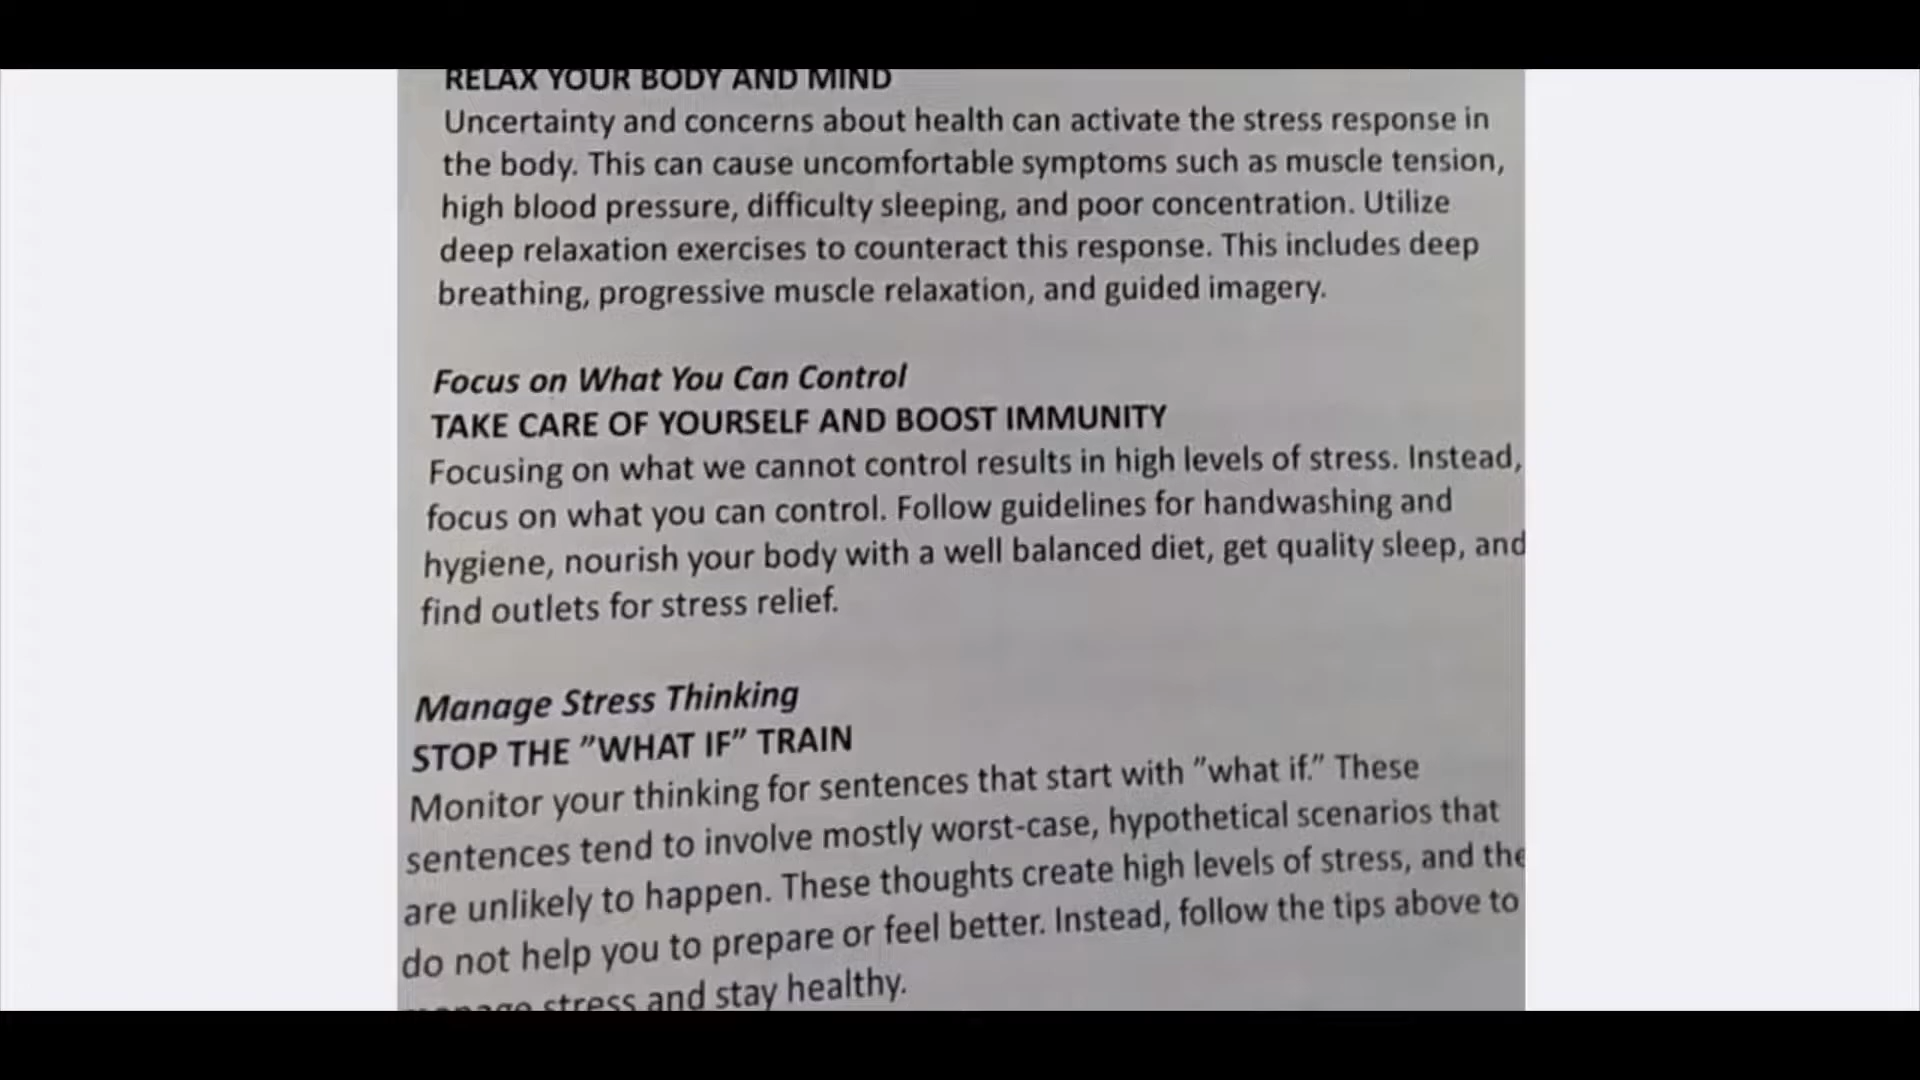 RELAX YOUR BODY AND MIND
Uncertainty and concerns about health can activate the stress response in
the body. This can cause uncomfortable symptoms such as muscle tension,
high blood pressure, difficulty sleeping, and poor concentration. Utilize
deep relaxation exercises to counteract this response. This includes deep
breathing, progressive muscle relaxation, and guided imagery.
Focus on What You Can Control
TAKE CARE OF YOURSELF AND BOOST IMMUNITY
Focusing on what we cannot control results in high levels of stress. Instead,
focus on what you can control. Follow guidelines for handwashing and
hygiene, nourish your body with a well balanced diet, get quality sleep, and
find outlets for stress relief.
Manage Stress Thinking
STOP THE ”WHAT IF” TRAIN
Monitor your thinking for sentences that start with ”what if.” These
sentences tend to involve mostly worst-case, hypothetical scenarios that
are unlikely to happen. These thoughts create high levels of stress, and the
do not help you to prepare or feel better. Instead, follow the tips above to
manage stress and stay healthy.